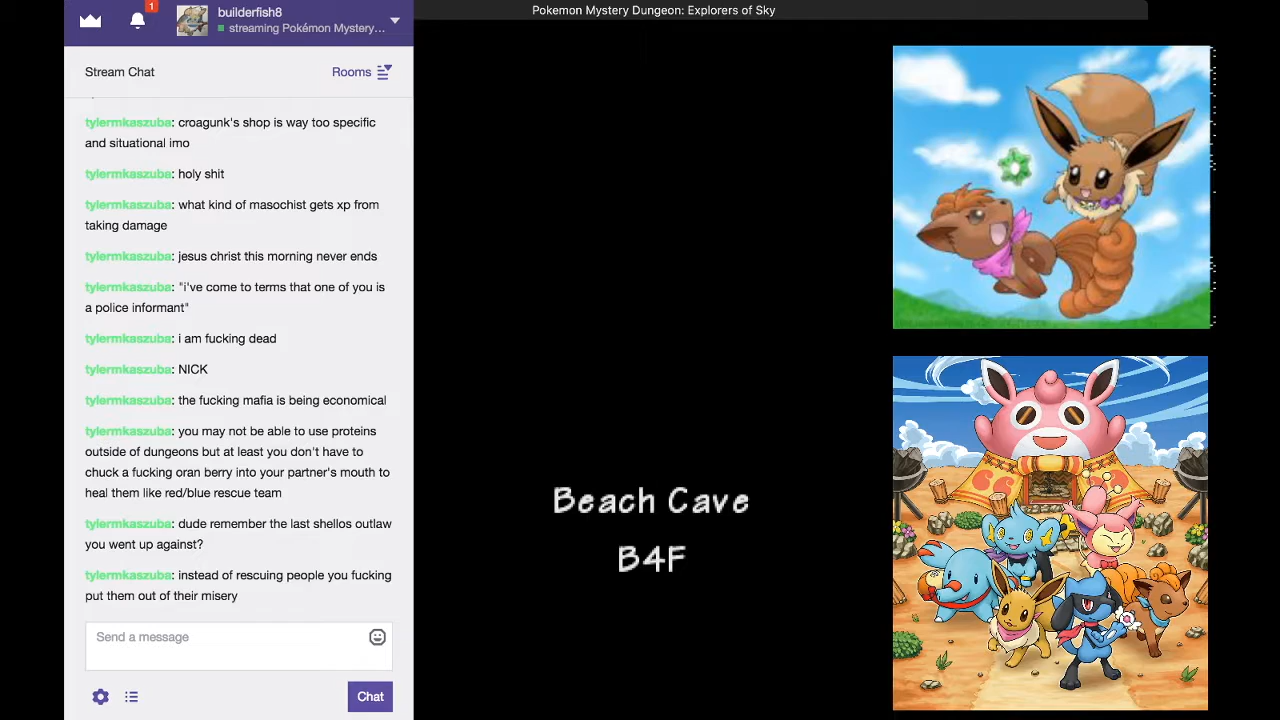 1
builderfish8
streaming Pokémon Mystery...
Pokemon Mystery Dungeon: Explorers of Sky
Stream Chat
Rooms
tylermkaszuba: croagunk's shop is way too specific
and situational imo
tylermkaszuba: holy shit
tylermkaszuba: what kind of masochist gets xp from
taking damage
tylermkaszuba: jesus christ this morning never ends
tylermkaszuba: "i've come to terms that one of you is
a police informant"
tylermkaszuba: i am fucking dead
tylermkaszuba: NICK
tylermkaszuba: the fucking mafia is being economical
tylermkaszuba: you may not be able to use proteins
outside of dungeons but at least you don't have to
chuck a fucking oran berry into your partner's mouth to
heal them like red/blue rescue team
tylermkaszuba: dude remember the last shellos outlaw
you went up against?
tylermkaszuba: instead of rescuing people you fucking
put them out of their misery
Send a message
Chat
Beach Cave
B4F